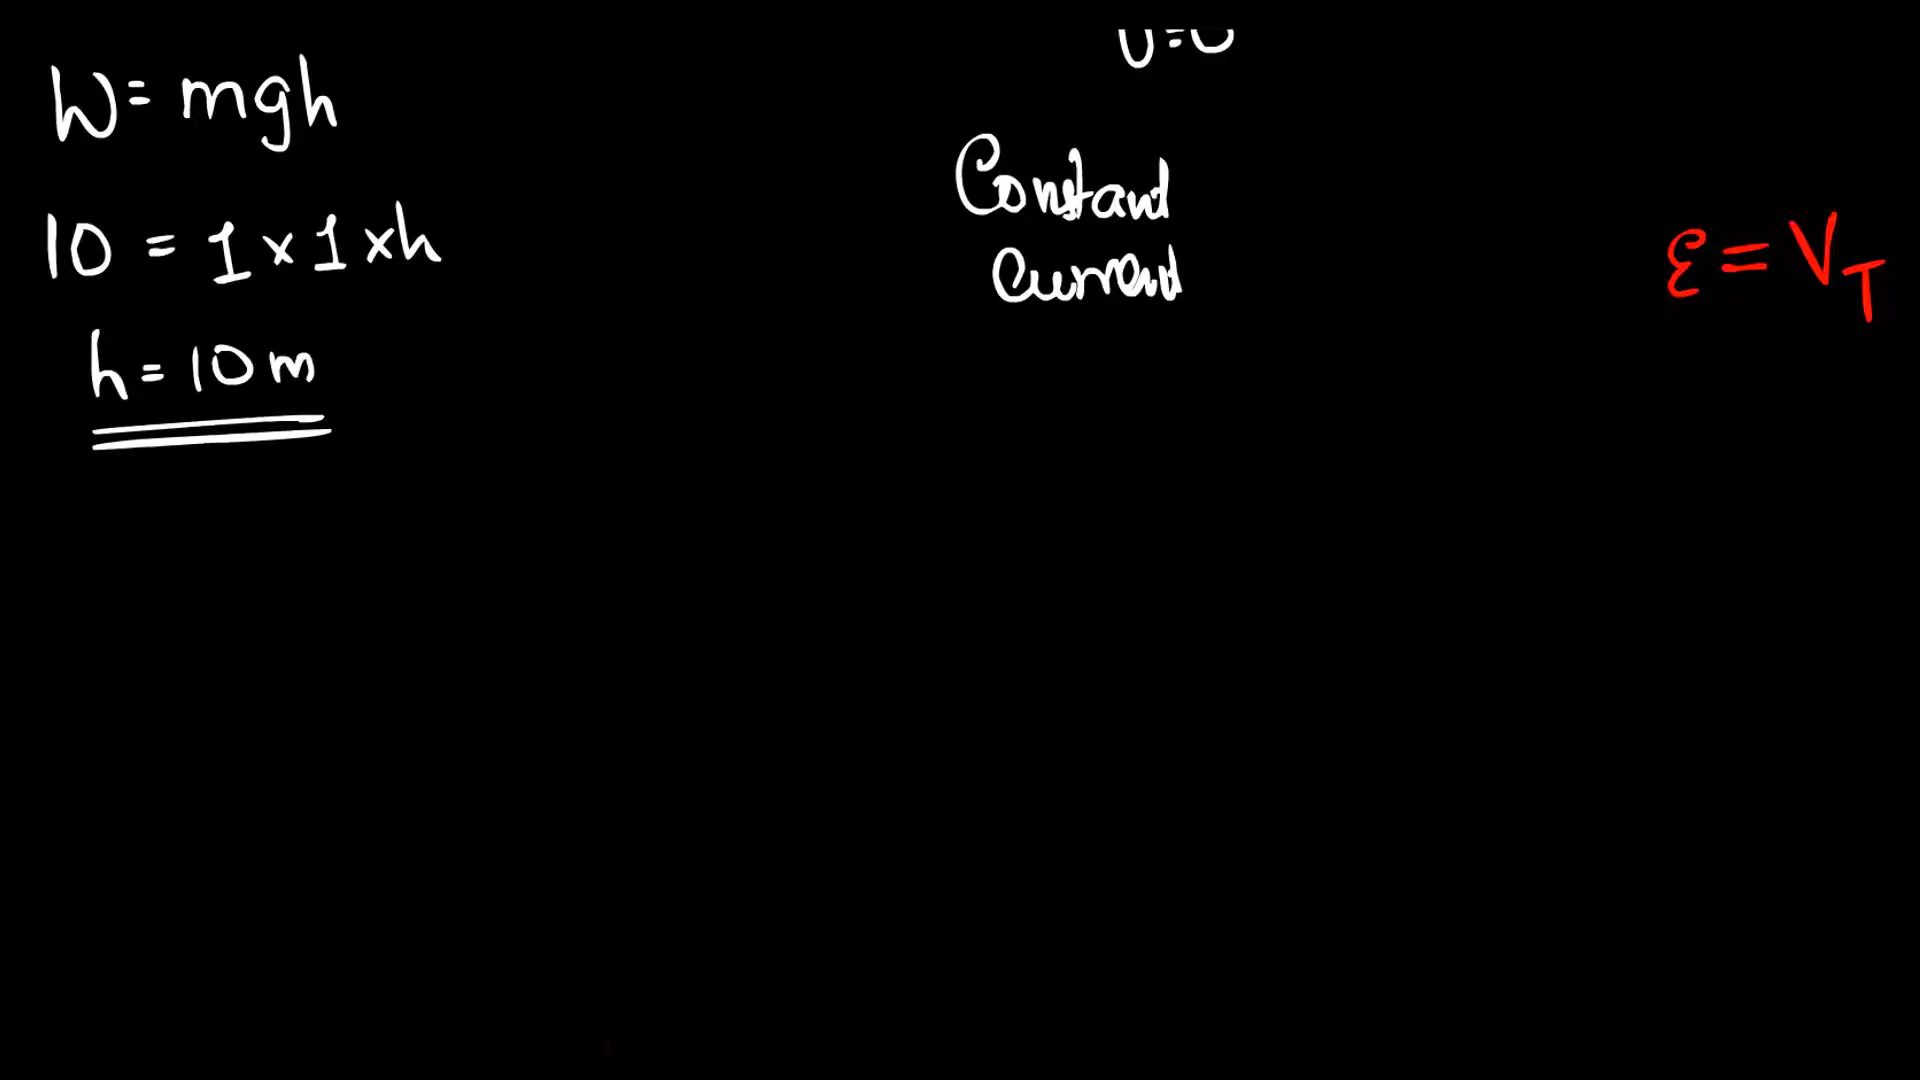 W = mgh
10 = 1 x 1 x h
h = 10 m
Constant
Current
ε = V_T